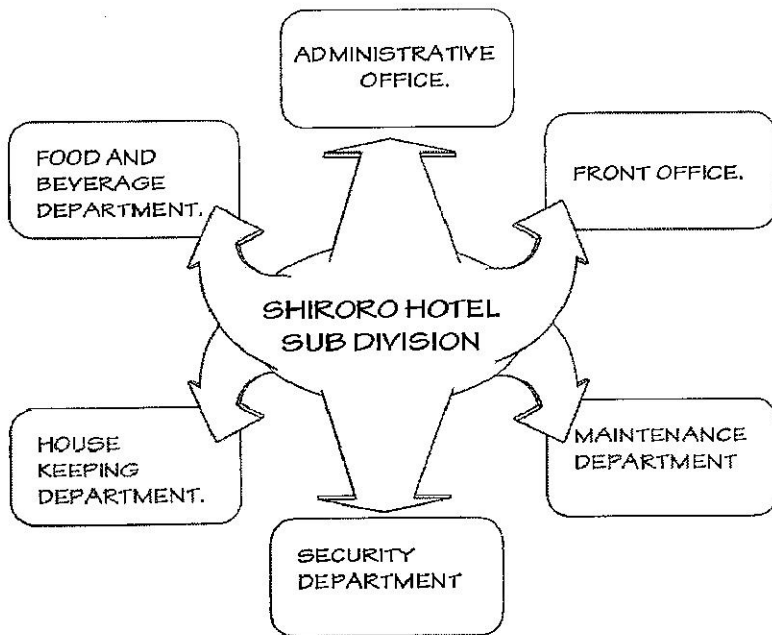 ADMINISTRATIVE
OFFICE.
FOOD AND
BEVERAGE
DEPARTMENT.
FRONT OFFICE.
SHIRORO HOTEL
SUB DIVISION
HOUSE
KEEPING
DEPARTMENT.
MAINTENANCE
DEPARTMENT
SECURITY
DEPARTMENT